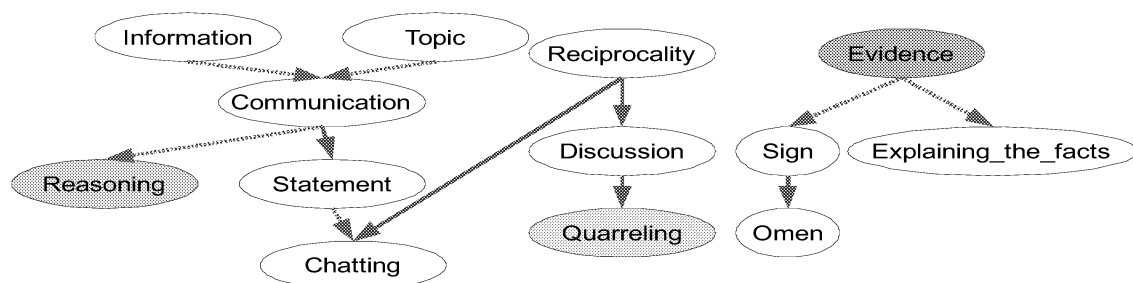 Information
Topic
Reciprocality
Evidence
Communication
Discussion
Sign
Explaining_the_facts
Reasoning
Statement
Quarreling
Omen
Chatting